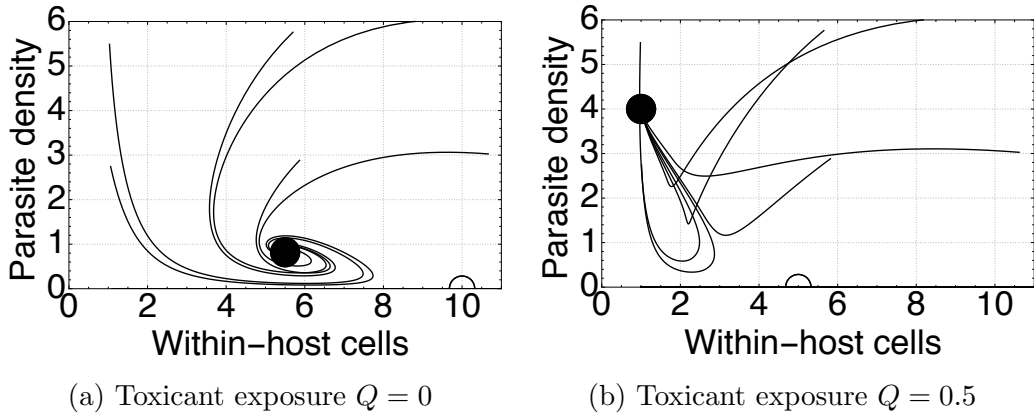 6
5
4
3
2
1
0
0 2 4 6 8 10
Parasite density
Within−host cells
(a) Toxicant exposure Q = 0
6
5
4
3
2
1
0
0 2 4 6 8 10
Parasite density
Within−host cells
(b) Toxicant exposure Q = 0.5